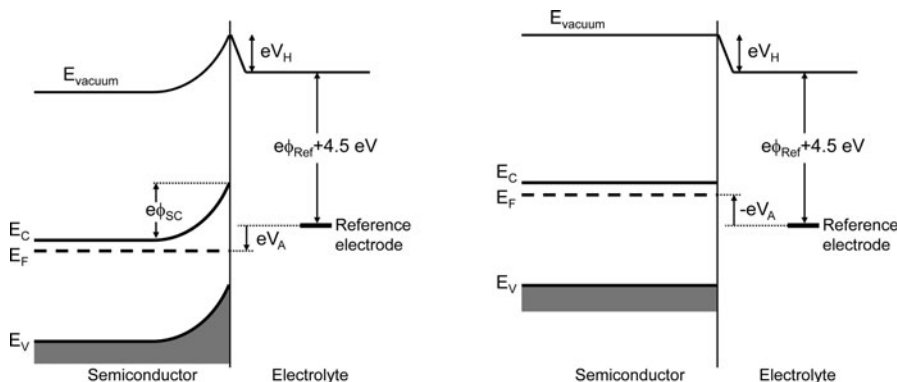 E_vacuum
eV_H
eϕ_Ref+4.5 eV
eϕ_SC
E_C
E_F
eV_A
Reference
electrode
E_V
Semiconductor
Electrolyte
E_vacuum
eV_H
eϕ_Ref+4.5 eV
E_C
E_F
-eV_A
Reference
electrode
E_V
Semiconductor
Electrolyte